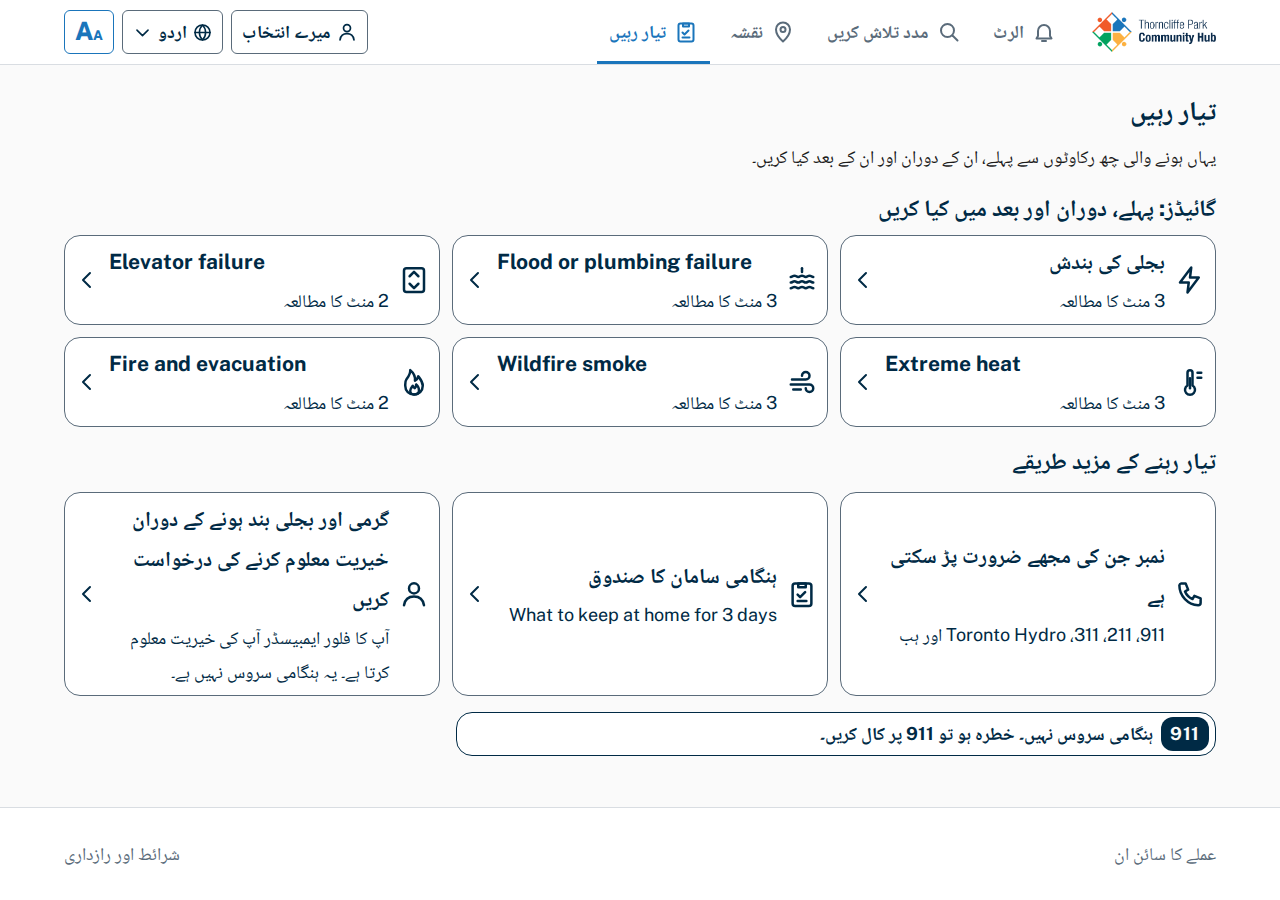 Thorncliffe Park
Community Hub
الرٹ
مدد تلاش کریں
نقشہ
تیار رہیں
میرے انتخاب
اردو
AA
تیار رہیں
یہاں ہونے والی چھ رکاوٹوں سے پہلے، ان کے دوران اور ان کے بعد کیا کریں۔
گائیڈز: پہلے، دوران اور بعد میں کیا کریں
بجلی کی بندش
3 منٹ کا مطالعہ
Flood or plumbing failure
3 منٹ کا مطالعہ
Elevator failure
2 منٹ کا مطالعہ
Extreme heat
3 منٹ کا مطالعہ
Wildfire smoke
3 منٹ کا مطالعہ
Fire and evacuation
2 منٹ کا مطالعہ
تیار رہنے کے مزید طریقے
نمبر جن کی مجھے ضرورت پڑ سکتی
ہے
911، 211، 311، Toronto Hydro اور ہب
ہنگامی سامان کا صندوق
What to keep at home for 3 days
گرمی اور بجلی بند ہونے کے دوران
خیریت معلوم کرنے کی درخواست
کریں
آپ کا فلور ایمبیسڈر آپ کی خیریت معلوم
کرتا ہے۔ یہ ہنگامی سروس نہیں ہے۔
911 ہنگامی سروس نہیں۔ خطرہ ہو تو 911 پر کال کریں۔
عملے کا سائن ان
شرائط اور رازداری